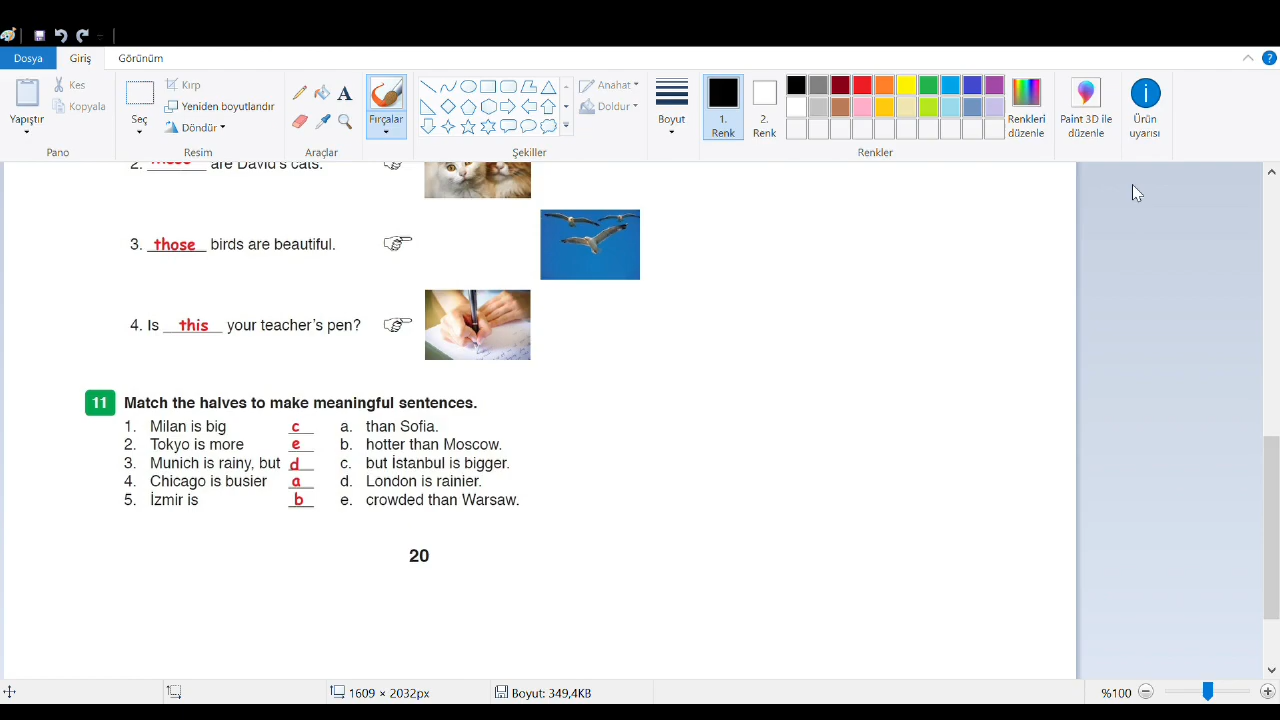 Dosya Giriş Görünüm
Yapıştır Kes Kopyala
Seç Kırp Yeniden boyutlandır Döndür
A
Fırçalar
Anahat Doldur
Boyut
1. Renk
2. Renk
Renkleri düzenle
Paint 3D ile düzenle
Ürün uyarısı
Pano Resim Araçlar Şekiller Renkler
2. ______ are David's cats.
3. those birds are beautiful.
4. Is this your teacher's pen?
11 Match the halves to make meaningful sentences.
1. Milan is big c a. than Sofia.
2. Tokyo is more e b. hotter than Moscow.
3. Munich is rainy, but d c. but İstanbul is bigger.
4. Chicago is busier a d. London is rainier.
5. İzmir is b e. crowded than Warsaw.
20
1609 × 2032px Boyut: 349,4KB %100